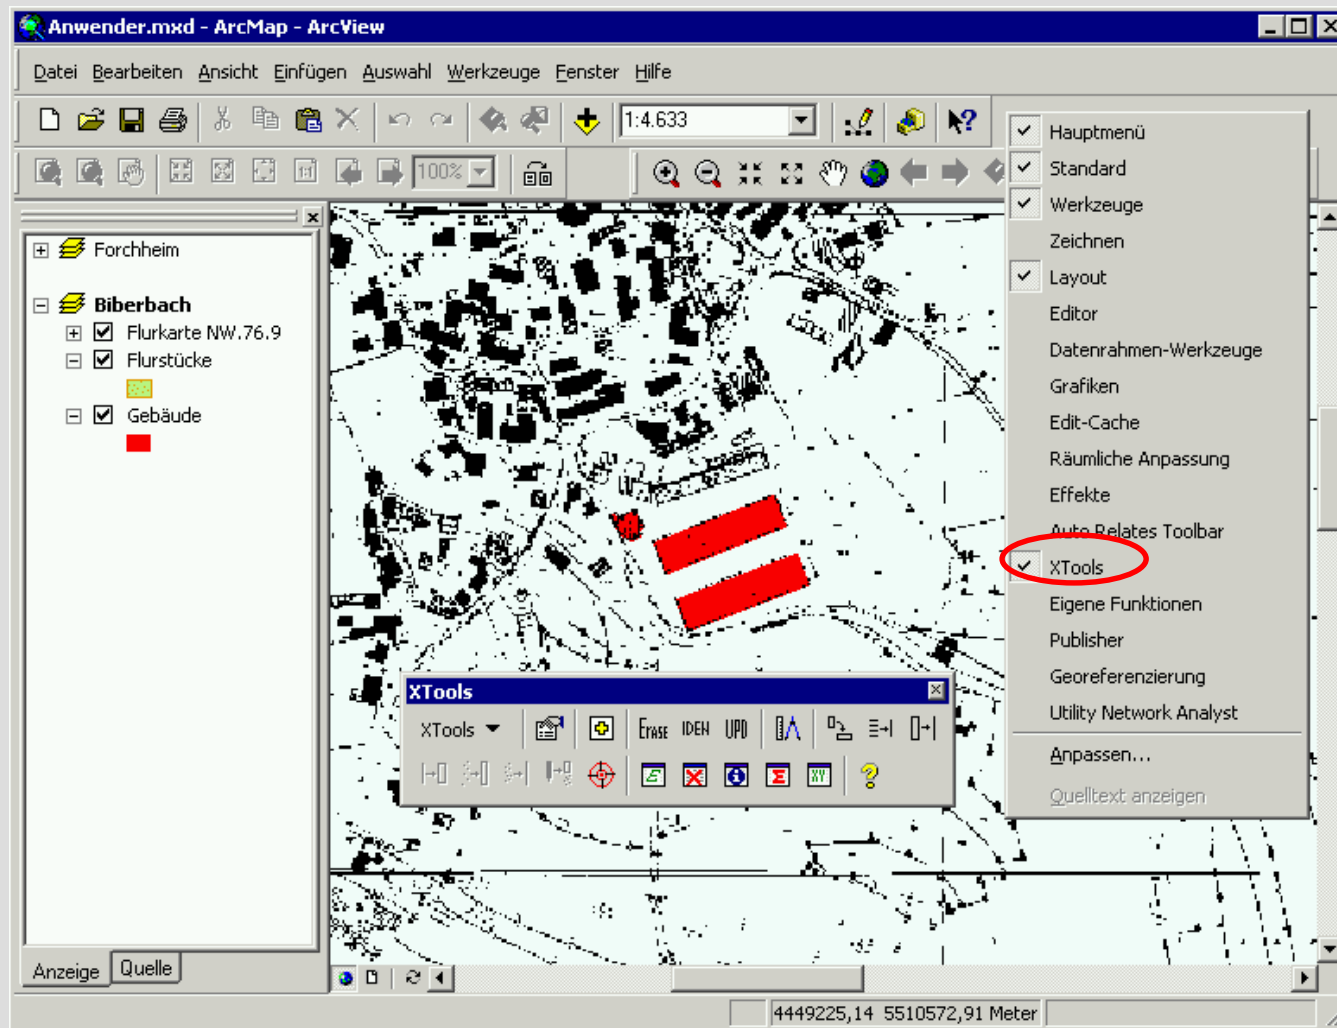 Anwender.mxd - ArcMap - ArcView
Datei Bearbeiten Ansicht Einfügen Auswahl Werkzeuge Fenster Hilfe
1:4.633
1:1
100%
Forchheim
Biberbach
Flurkarte NW.76.9
Flurstücke
Gebäude
Anzeige Quelle
Hauptmenü
Standard
Werkzeuge
Zeichnen
Layout
Editor
Datenrahmen-Werkzeuge
Grafiken
Edit-Cache
Räumliche Anpassung
Effekte
Auto Relates Toolbar
XTools
Eigene Funktionen
Publisher
Georeferenzierung
Utility Network Analyst
Anpassen...
Quelltext anzeigen
XTools
XTools ERASE IDEN UPD
E Σ XY
4449225,14 5510572,91 Meter